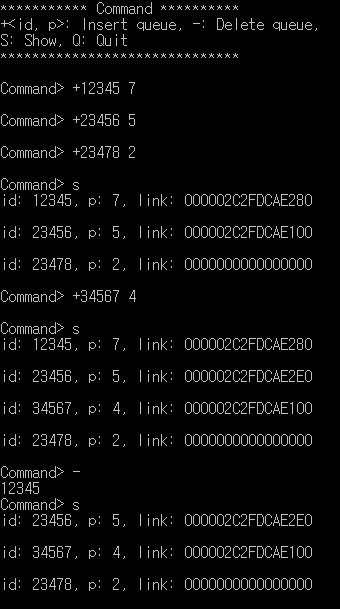 *********** Command **********
+<id, p>: Insert queue, -: Delete queue,
S: Show, Q: Quit
******************************
Command> +12345 7
Command> +23456 5
Command> +23478 2
Command> s
id: 12345, p: 7, link: 000002C2FDCAE280
id: 23456, p: 5, link: 000002C2FDCAE100
id: 23478, p: 2, link: 0000000000000000
Command> +34567 4
Command> s
id: 12345, p: 7, link: 000002C2FDCAE280
id: 23456, p: 5, link: 000002C2FDCAE2E0
id: 34567, p: 4, link: 000002C2FDCAE100
id: 23478, p: 2, link: 0000000000000000
Command> -
12345
Command> s
id: 23456, p: 5, link: 000002C2FDCAE2E0
id: 34567, p: 4, link: 000002C2FDCAE100
id: 23478, p: 2, link: 0000000000000000